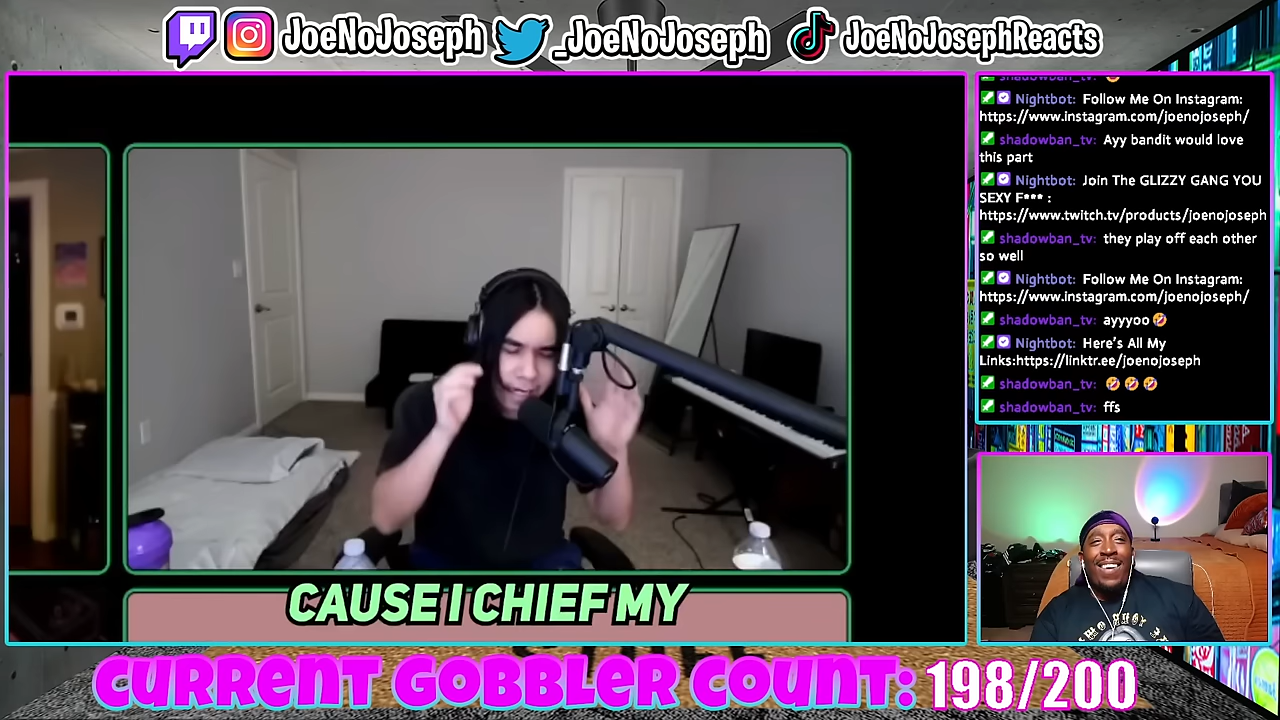 JoeNoJoseph
_JoeNoJoseph
JoeNoJosephReacts
shadowban_tv:
Nightbot: Follow Me On Instagram:
https://www.instagram.com/joenojoseph/
shadowban_tv: Ayy bandit would love
this part
Nightbot: Join The GLIZZY GANG YOU
SEXY F*** :
https://www.twitch.tv/products/joenojoseph
shadowban_tv: they play off each other
so well
Nightbot: Follow Me On Instagram:
https://www.instagram.com/joenojoseph/
shadowban_tv: ayyyoo🤣
Nightbot: Here's All My
Links:https://linktr.ee/joenojoseph
shadowban_tv: 🤣🤣🤣
shadowban_tv: ffs
CAUSE I CHIEF MY
CURRENT GOBBLER COUNT: 198/200